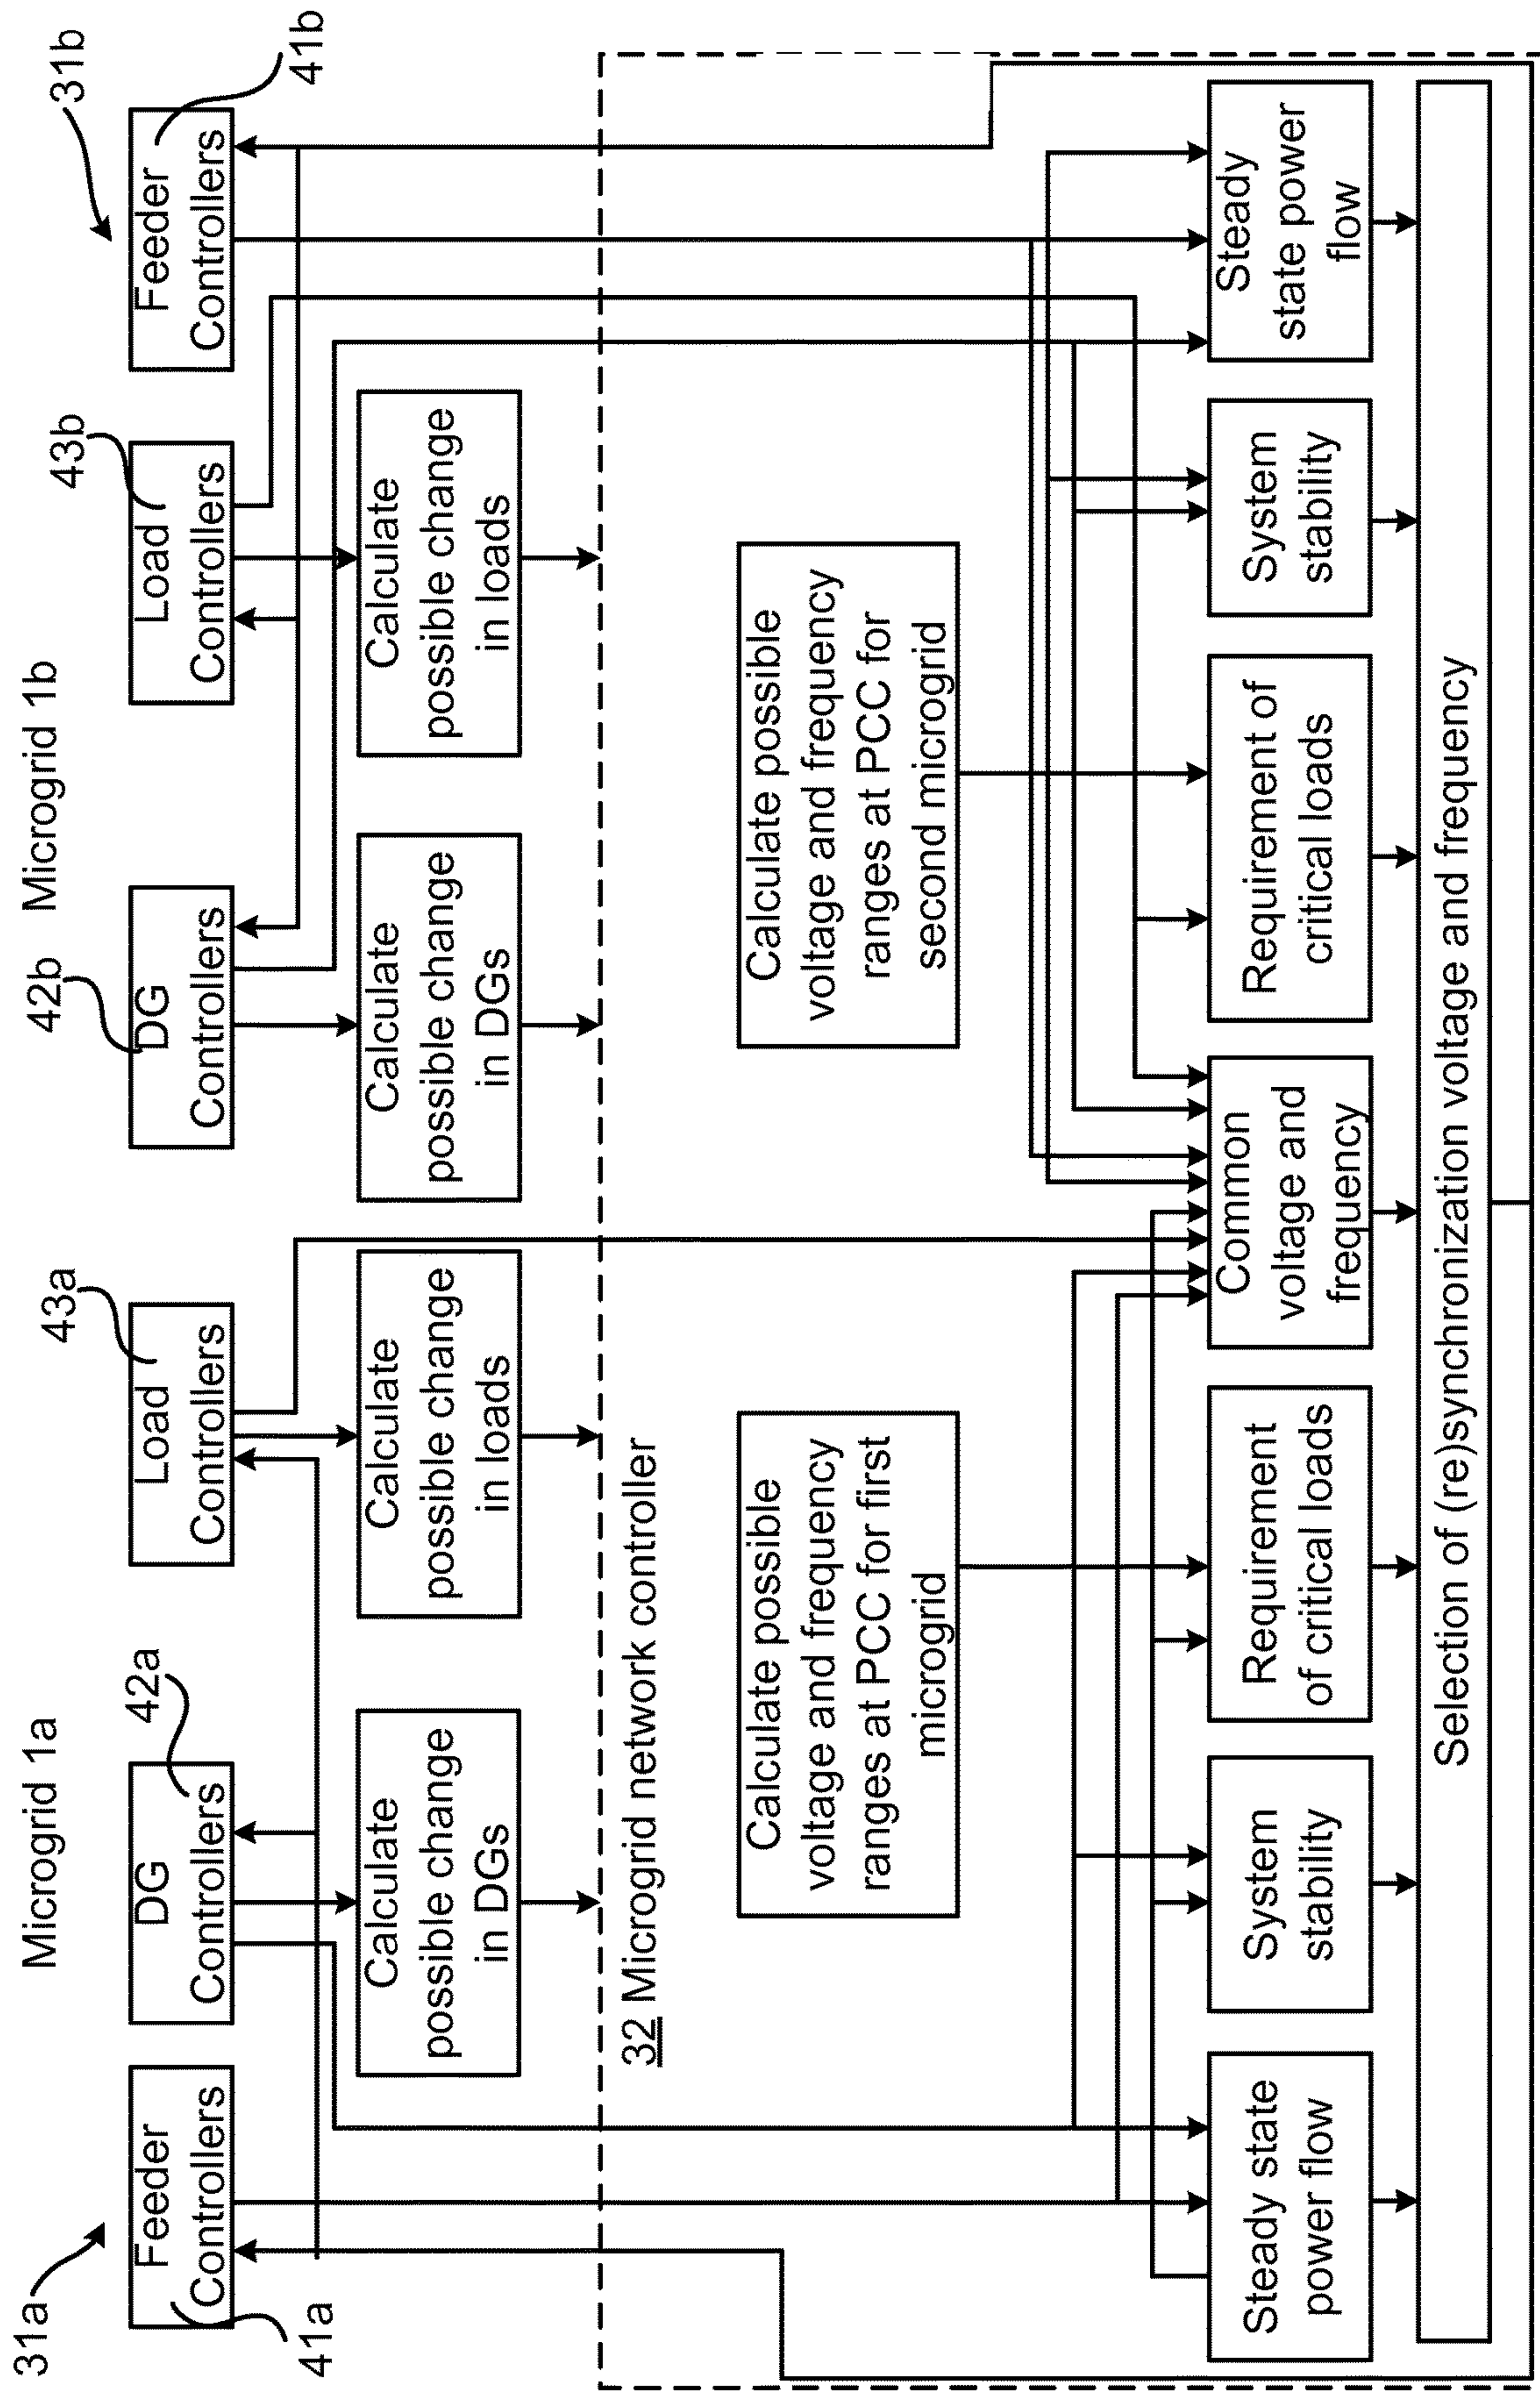 Microgrid 1a
Microgrid 1b
31a
41a
42a
43a
42b
43b
31b
41b
Feeder
Controllers
DG
Controllers
Load
Controllers
DG
Controllers
Load
Controllers
Feeder
Controllers
Calculate
possible change
in DGs
Calculate
possible change
in loads
Calculate
possible change
in DGs
Calculate
possible change
in loads
32 Microgrid network controller
Calculate possible
voltage and frequency
ranges at PCC for first
microgrid
Calculate possible
voltage and frequency
ranges at PCC for
second microgrid
Steady state
power flow
System
stability
Requirement
of critical loads
Common
voltage and
frequency
Requirement of
critical loads
System
stability
Steady
state power
flow
Selection of (re)synchronization voltage and frequency